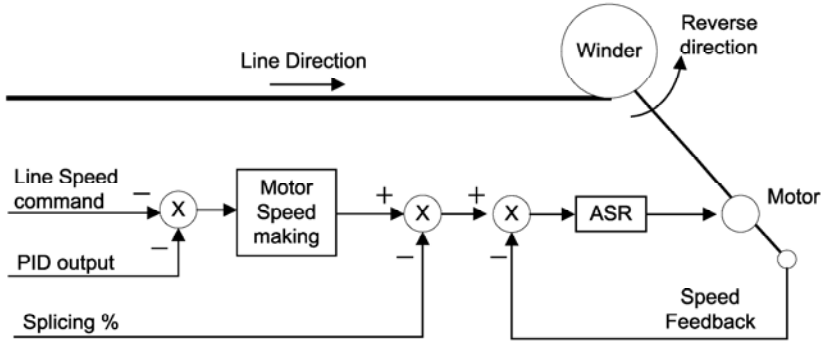 Winder
Reverse
direction
Line Direction
Line Speed
command
−
X
Motor
Speed
making
+
X
+
X
ASR
Motor
−
PID output
−
−
Splicing %
Speed
Feedback